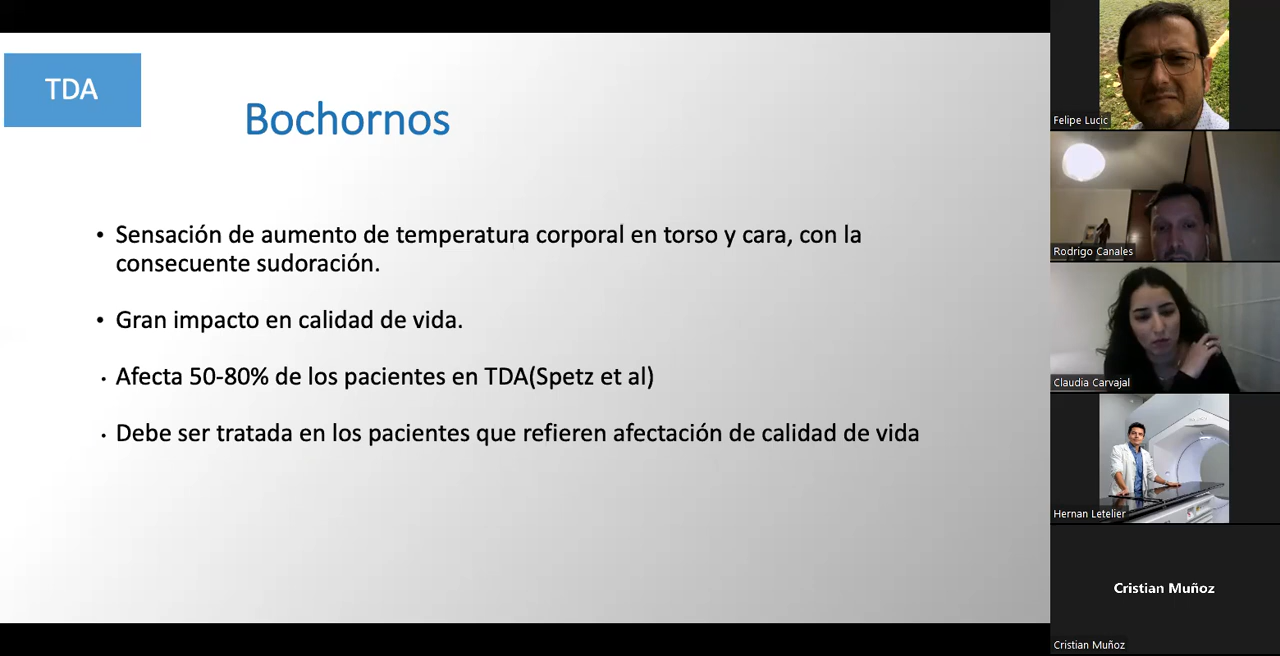 TDA
Bochornos
• Sensación de aumento de temperatura corporal en torso y cara, con la
consecuente sudoración.
• Gran impacto en calidad de vida.
• Afecta 50-80% de los pacientes en TDA(Spetz et al)
• Debe ser tratada en los pacientes que refieren afectación de calidad de vida
Felipe Lucic
Rodrigo Canales
Claudia Carvajal
Hernan Letelier
Cristian Muñoz
Cristian Muñoz